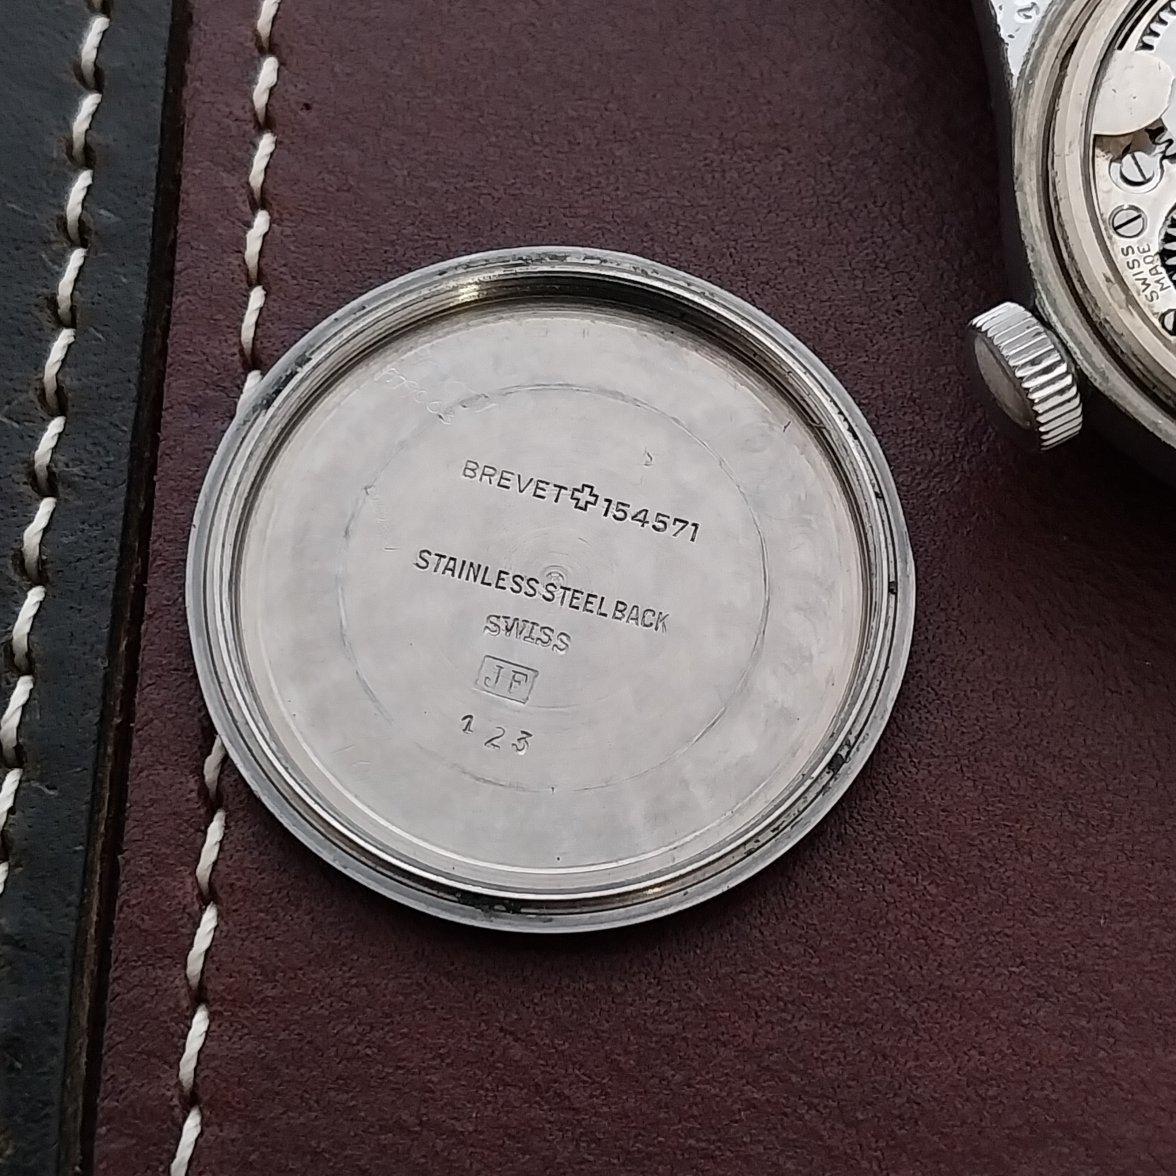 BREVET✚154571
STAINLESS STEEL BACK
SWISS
JF
123
SWISS
MADE